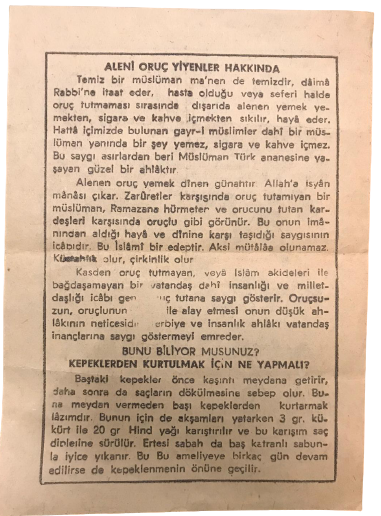 ALENİ ORUÇ YİYENLER HAKKINDA
Temiz bir müslüman ma'nen de temizdir, dâimâ
Rabbi'ne itaat eder, hasta olduğu veya seferi halde
oruç tutmaması sırasında dışarıda alenen yemek ye-
mekten, sigara ve kahve içmekten sıkılır, hayâ eder.
Hattâ içimizde bulunan gayr-i müslimler dahî bir müs-
lüman yanında bir şey yemez, sigara ve kahve içmez.
Bu saygı asırlardan beri Müslüman Türk ananesine ya-
şayan güzel bir ahlâktır.
Alenen oruç yemek dînen günahtır. Allah'a isyân
mânâsı çıkar. Zarûretler karşısında oruç tutamıyan bir
müslüman, Ramazana hürmeter ve orucunu tutan kar-
deşleri karşısında oruçlu gibi görünür. Bu onun îmâ-
nından aldığı hayâ ve dînine karşı taşıdığı saygısının
icâbıdır. Bu İslâmî bir edeptir. Aksi mütâlâa olunamaz.
Küstahlık olur, çirkinlik olur
Kasden oruç tutmayan, veyâ İslâm akideleri ile
bağdaşamayan bir vatandaş dahî insanlığı ve millet-
daşlığı icâbı tutana saygı gösterir. Oruçsu-
zun, oruçlunun ile alay etmesi onun düşük ah-
lâkının neticesidir ve insanlık ahlâkı vatandaş
inançlarına saygı göstermeyi emreder.
BUNU BİLİYOR MUSUNUZ?
KEPEKLERDEN KURTULMAK İÇİN NE YAPMALI?
Baştaki kepekler önce kaşıntı meydana getirir,
daha sonra da saçların dökülmesine sebep olur. Bu-
na meydan vermeden başı kepeklerden kurtarmak
lâzımdır. Bunun için de akşamları yatarken 3 gr. kü-
kürt ile 20 gr Hind yağı karıştırılır ve bu karışım saç
diplerine sürülür. Ertesi sabah da baş katranlı sabun-
la iyice yıkanır. Bu Bu ameliyeye birkaç gün devam
edilirse de kepeklenmenin önüne geçilir.